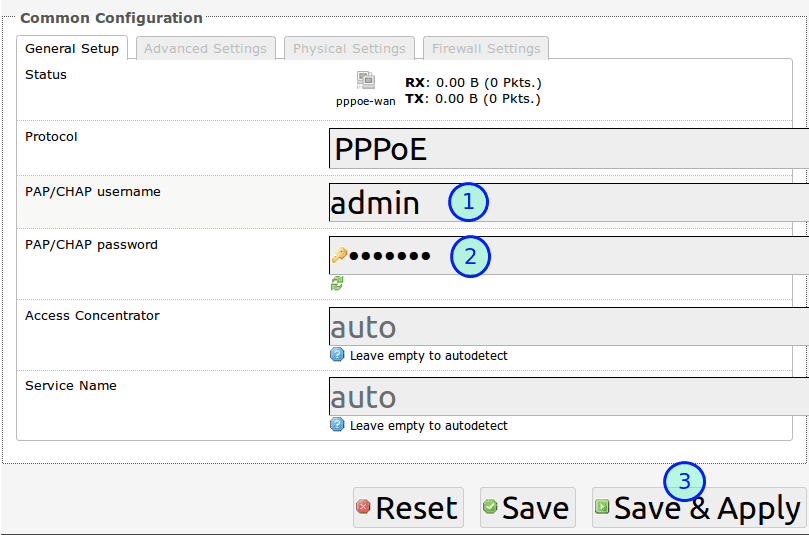 Common Configuration
General Setup Advanced Settings Physical Settings Firewall Settings
Status
RX: 0.00 B (0 Pkts.)
pppoe-wan TX: 0.00 B (0 Pkts.)
Protocol PPPoE
PAP/CHAP username admin 1
PAP/CHAP password ••••••• 2
Access Concentrator auto
? Leave empty to autodetect
Service Name auto
? Leave empty to autodetect
3
Reset Save Save & Apply